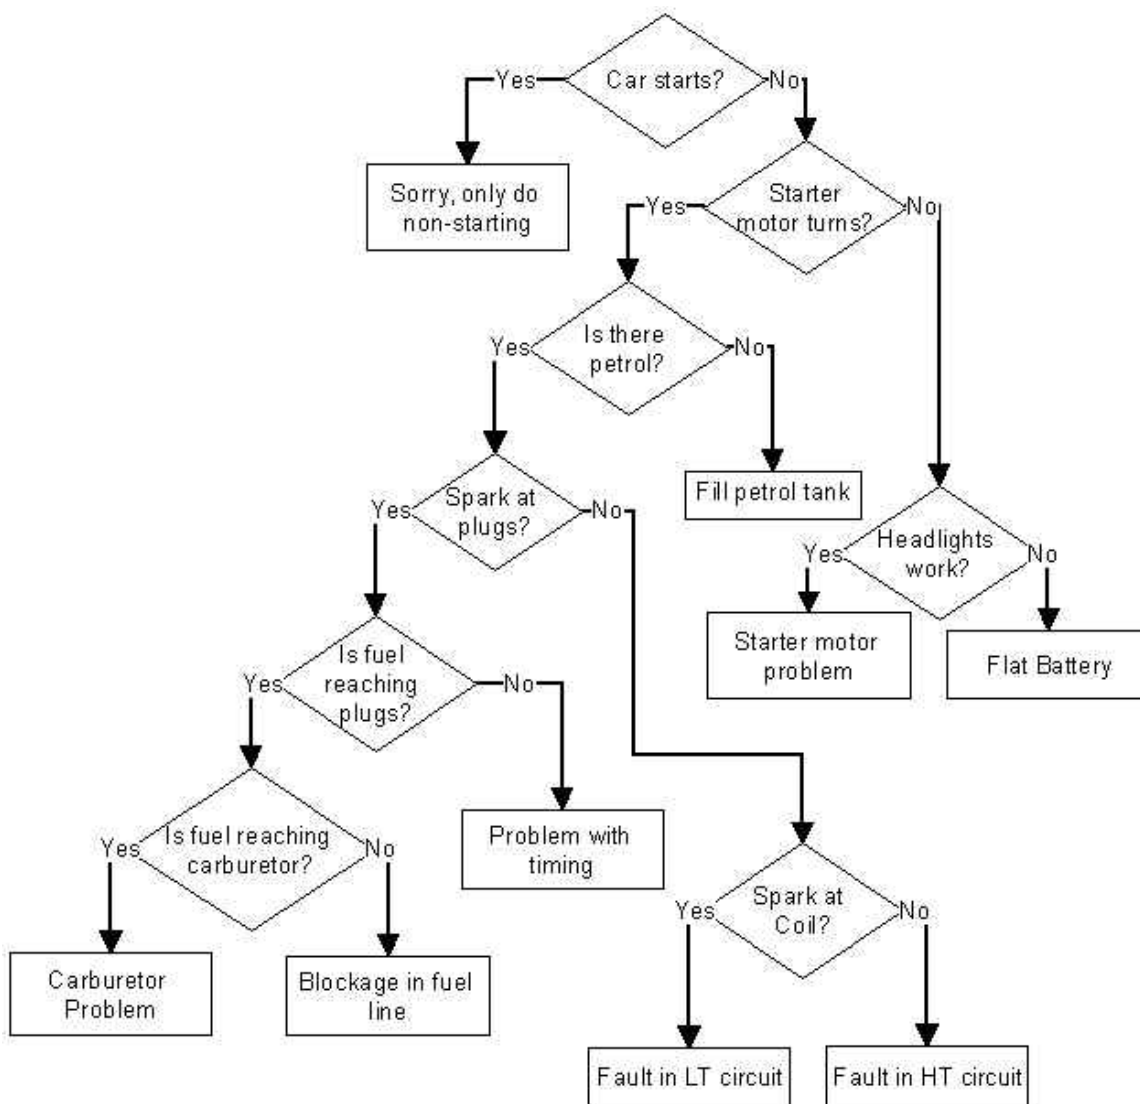 Car starts?
Yes
No
Sorry, only do
non-starting
Starter
motor turns?
Yes
No
Is there
petrol?
Yes
No
Fill petrol tank
Spark at
plugs?
Yes
No
Headlights
work?
Yes
No
Starter motor
problem
Flat Battery
Is fuel
reaching
plugs?
Yes
No
Is fuel reaching
carburetor?
Yes
No
Problem with
timing
Spark at
Coil?
Yes
No
Carburetor
Problem
Blockage in fuel
line
Fault in LT circuit
Fault in HT circuit